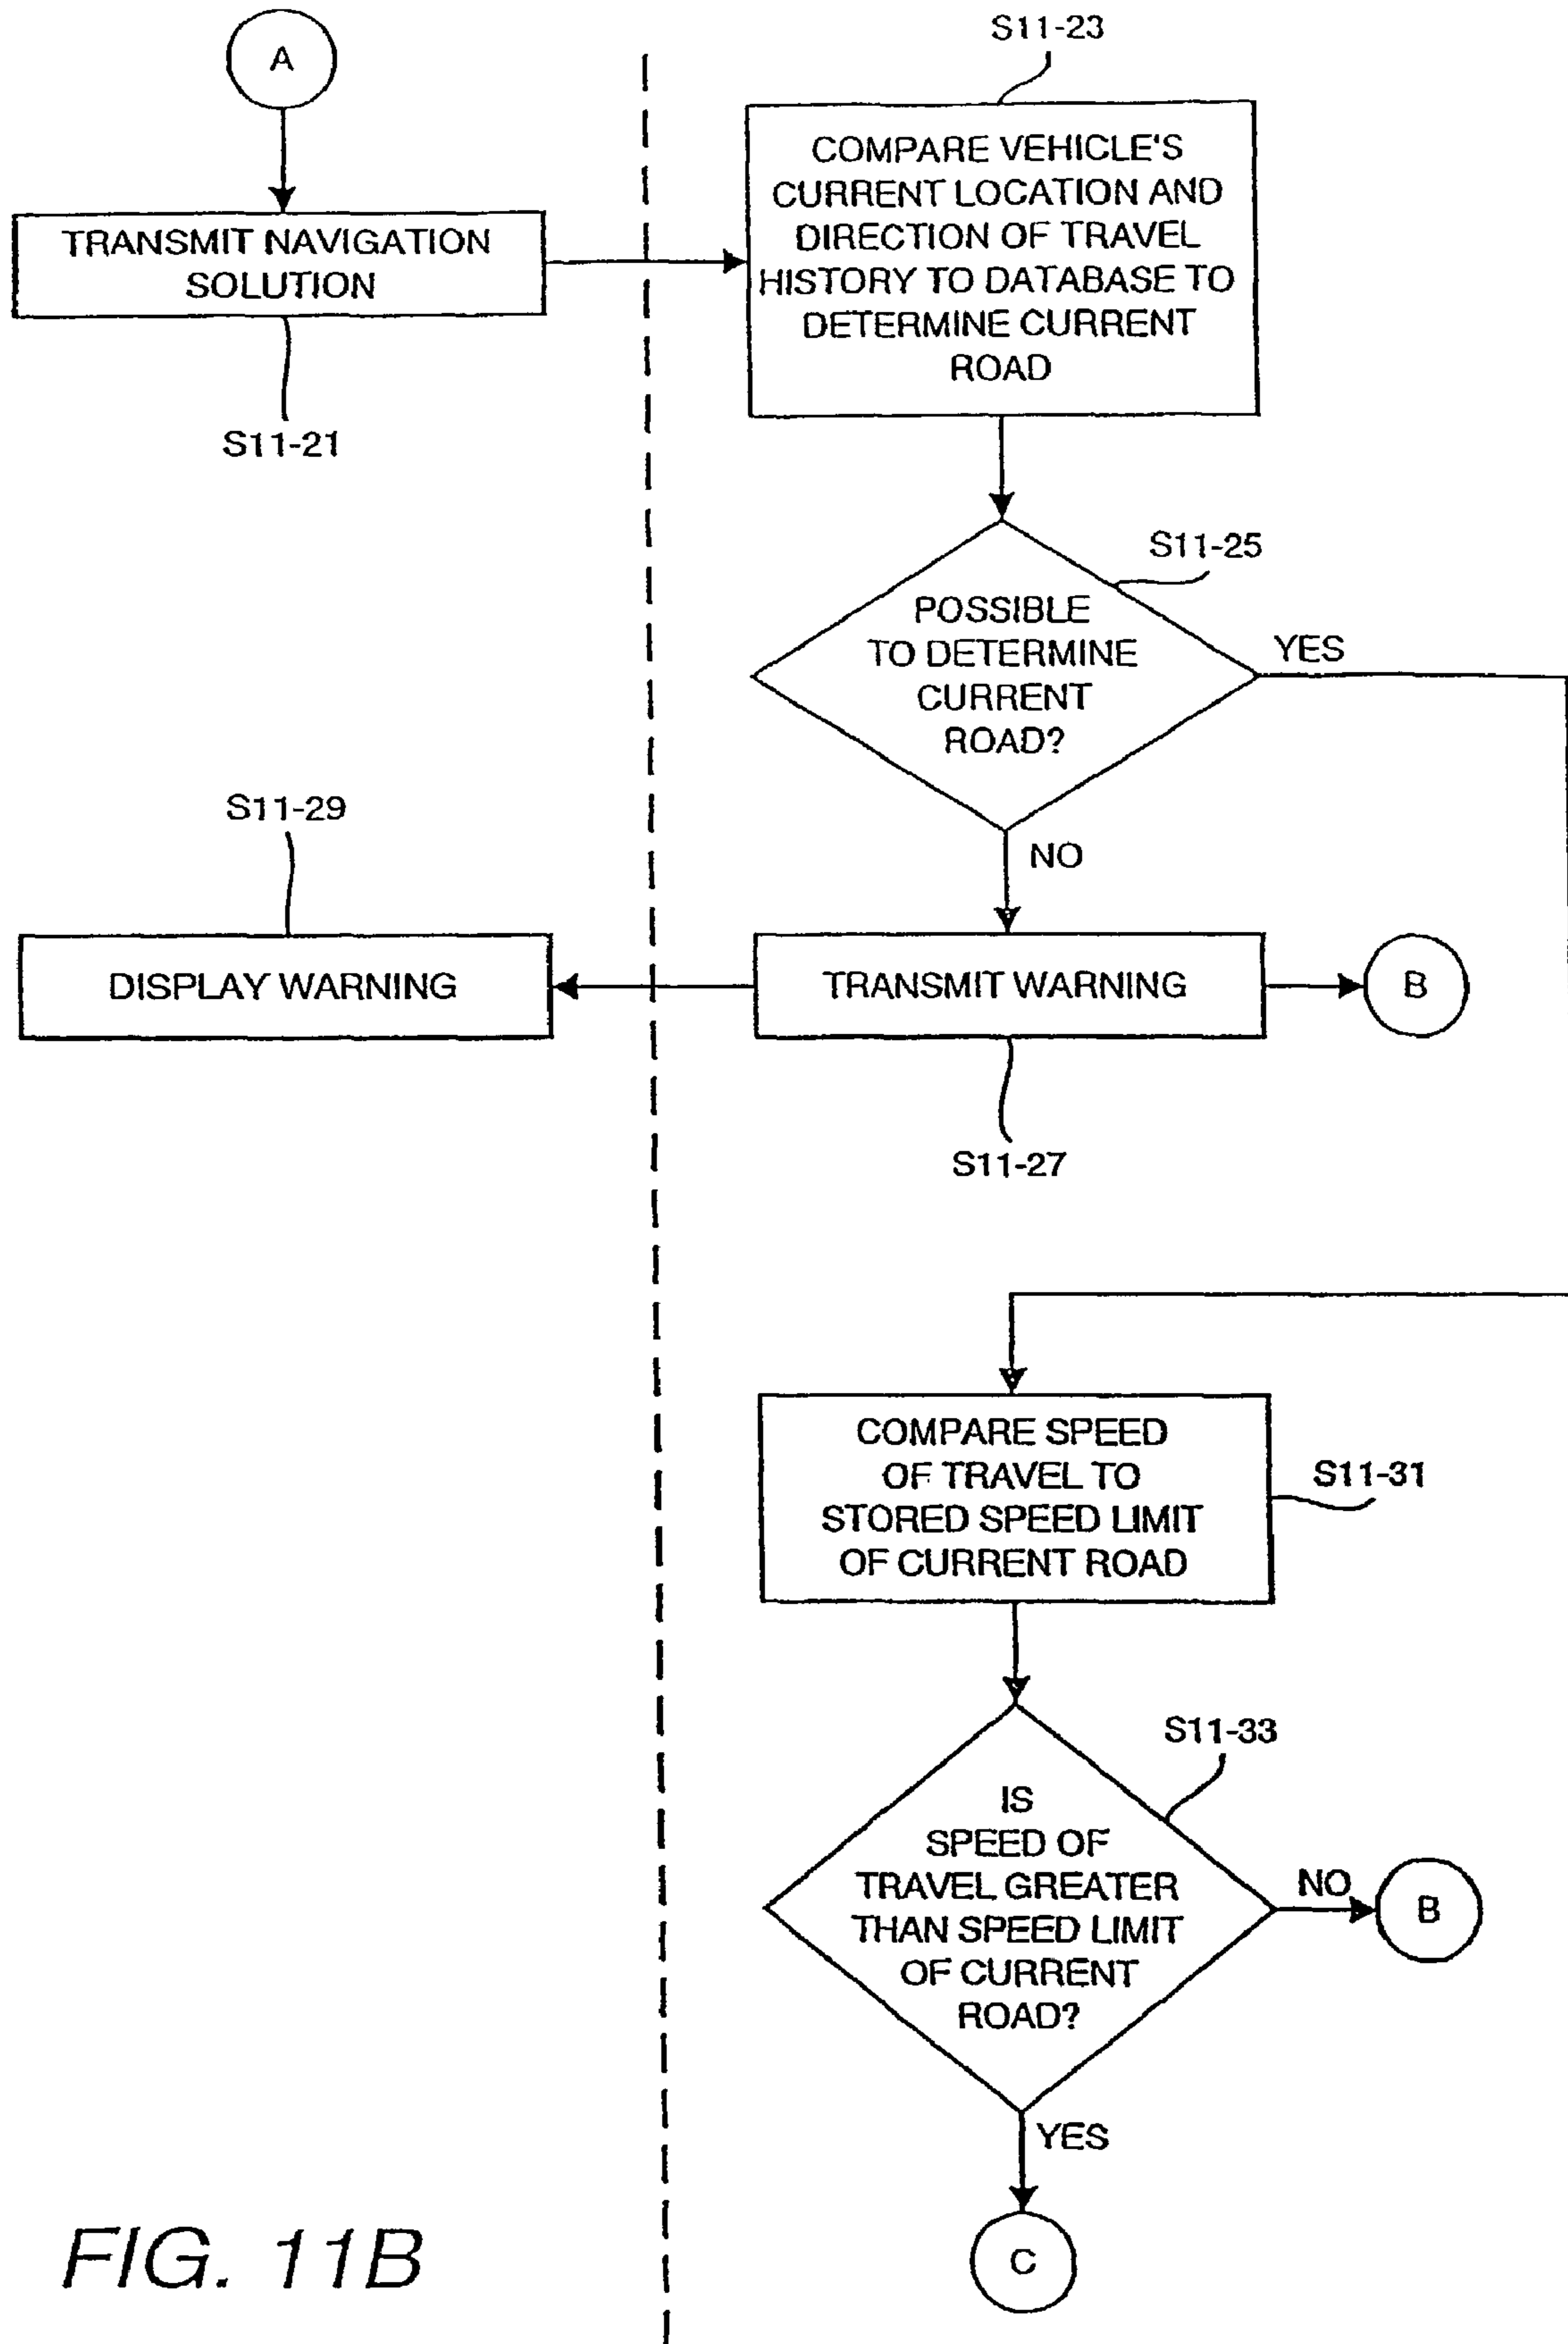 A
S11-23
COMPARE VEHICLE'S
CURRENT LOCATION AND
DIRECTION OF TRAVEL
HISTORY TO DATABASE TO
DETERMINE CURRENT
ROAD
TRANSMIT NAVIGATION
SOLUTION
S11-21
S11-25
POSSIBLE
TO DETERMINE
CURRENT
ROAD?
YES
NO
S11-29
DISPLAY WARNING
TRANSMIT WARNING
B
S11-27
COMPARE SPEED
OF TRAVEL TO
STORED SPEED LIMIT
OF CURRENT ROAD
S11-31
S11-33
IS
SPEED OF
TRAVEL GREATER
THAN SPEED LIMIT
OF CURRENT
ROAD?
NO
B
YES
C
FIG. 11B